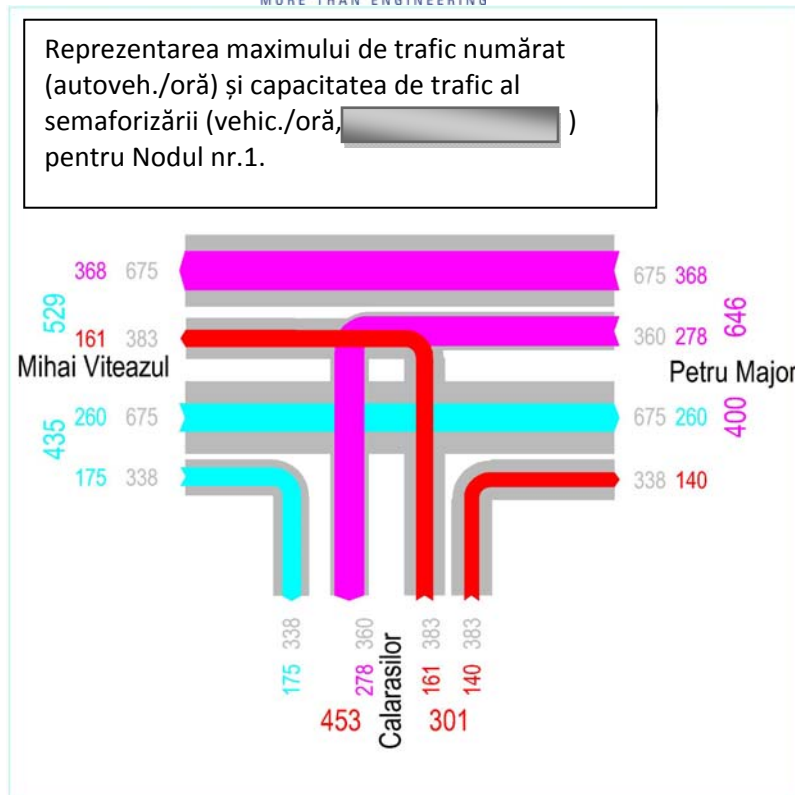 MORE THAN ENGINEERING
Reprezentarea maximului de trafic numărat
(autoveh./oră) și capacitatea de trafic al
semaforizării (vehic./oră, )
pentru Nodul nr.1.
368 675
675 368
529
646
161 383
360 278
Mihai Viteazul
Petru Major
260 675
675 260
435
400
175 338
338 140
338 360 383 383
175 278 161 140
Calarasilor
453 301